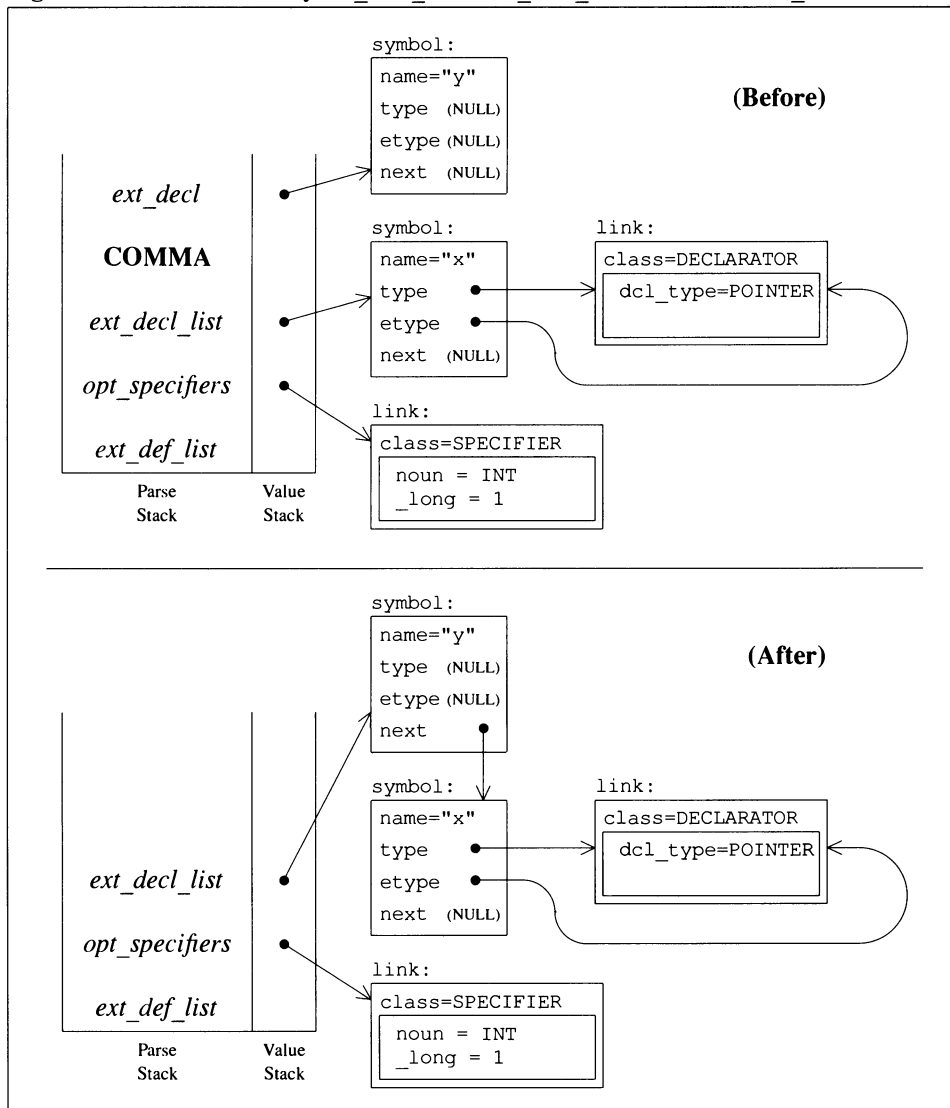 symbol:
name="y"
(Before)
type (NULL)
etype (NULL)
next (NULL)
ext_decl
symbol:
link:
COMMA
name="x"
class=DECLARATOR
type
dcl_type=POINTER
ext_decl_list
etype
next (NULL)
opt_specifiers
link:
class=SPECIFIER
ext_def_list
noun = INT
_long = 1
Parse
Stack
Value
Stack
symbol:
name="y"
(After)
type (NULL)
etype (NULL)
next
symbol:
link:
name="x"
class=DECLARATOR
type
dcl_type=POINTER
ext_decl_list
etype
next (NULL)
opt_specifiers
link:
class=SPECIFIER
ext_def_list
noun = INT
_long = 1
Parse
Stack
Value
Stack